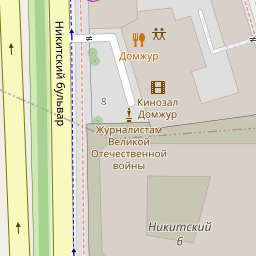 Никитский бульвар
Домжур
Кинозал
Домжур
8
Журналистам
Великой
Отечественной
войны
Никитский
6